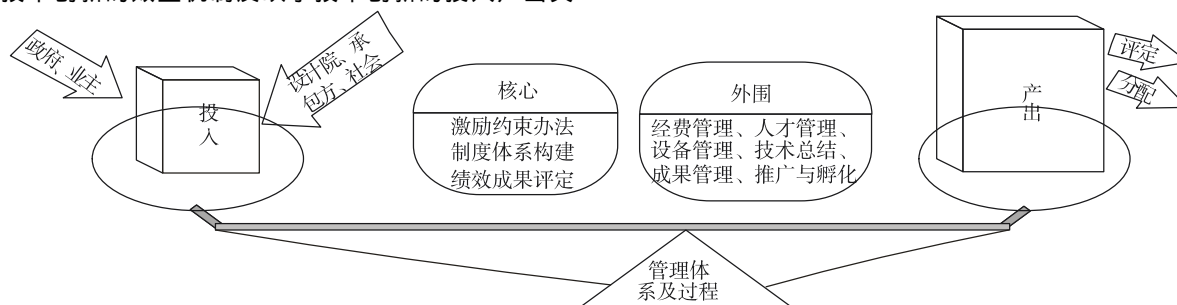 政府、业主
设计院、承
包方、社会
投
入
核心
激励约束办法
制度体系构建
绩效成果评定
外围
经费管理、人才管理、
设备管理、技术总结、
成果管理、推广与孵化
产
出
评定
分配
管理体
系及过程